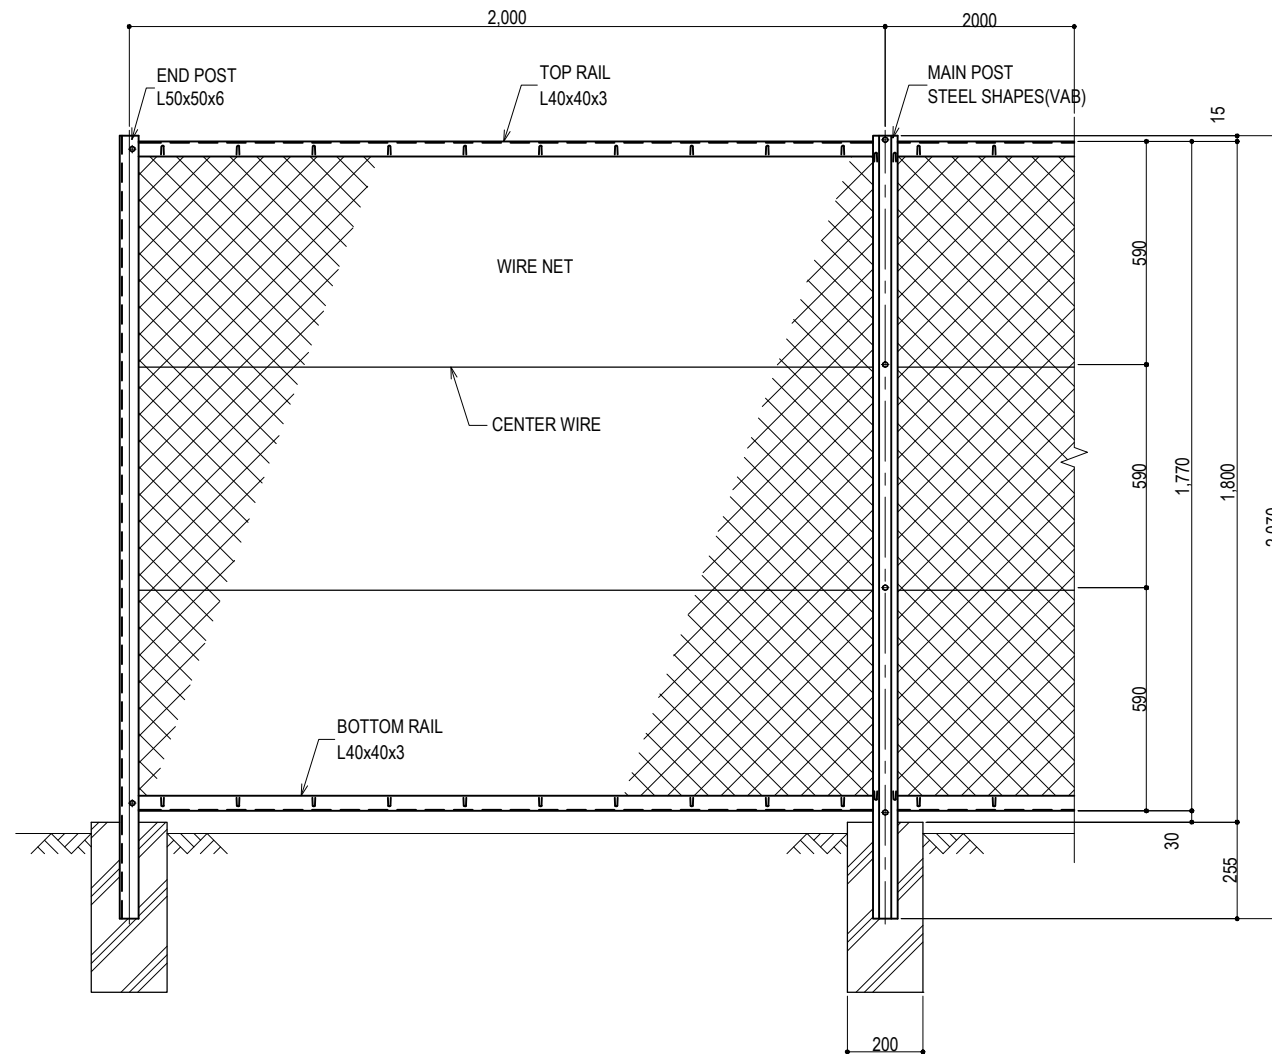 2,000
2000
END POST
L50x50x6
TOP RAIL
L40x40x3
MAIN POST
STEEL SHAPES(VAB)
15
590
WIRE NET
CENTER WIRE
590
1,770
1,800
590
BOTTOM RAIL
L40x40x3
30
255
200